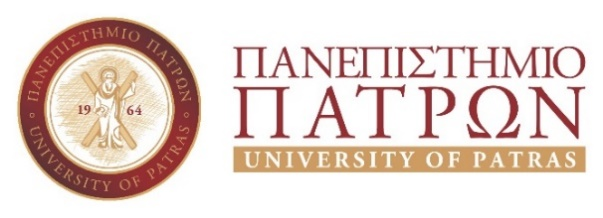 ΠΑΝΕΠΙΣΤΗΜΙΟ ΠΑΤΡΩΝ
19 64
UNIVERSITY OF PATRAS
ΠΑΝΕΠΙΣΤΗΜΙΟ
ΠΑΤΡΩΝ
UNIVERSITY OF PATRAS